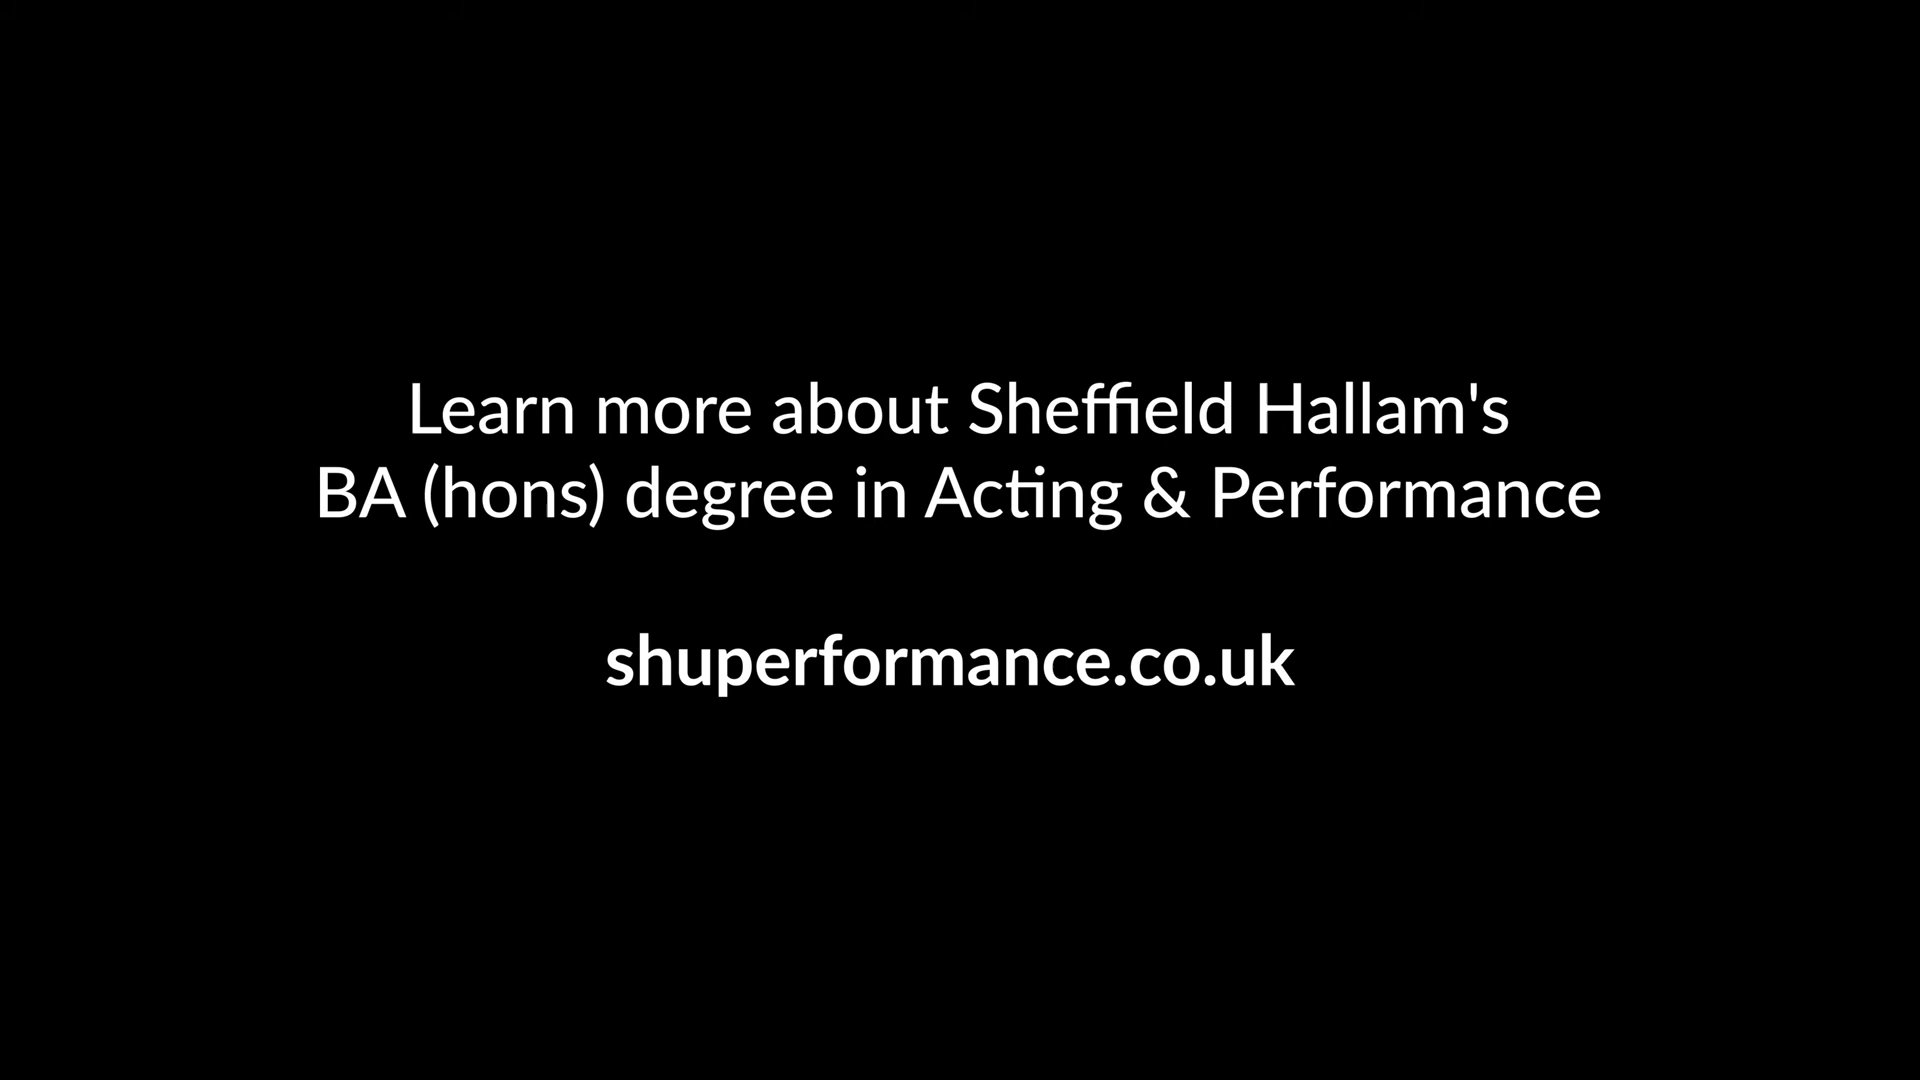 Learn more about Sheffield Hallam's
BA (hons) degree in Acting & Performance
shuperformance.co.uk